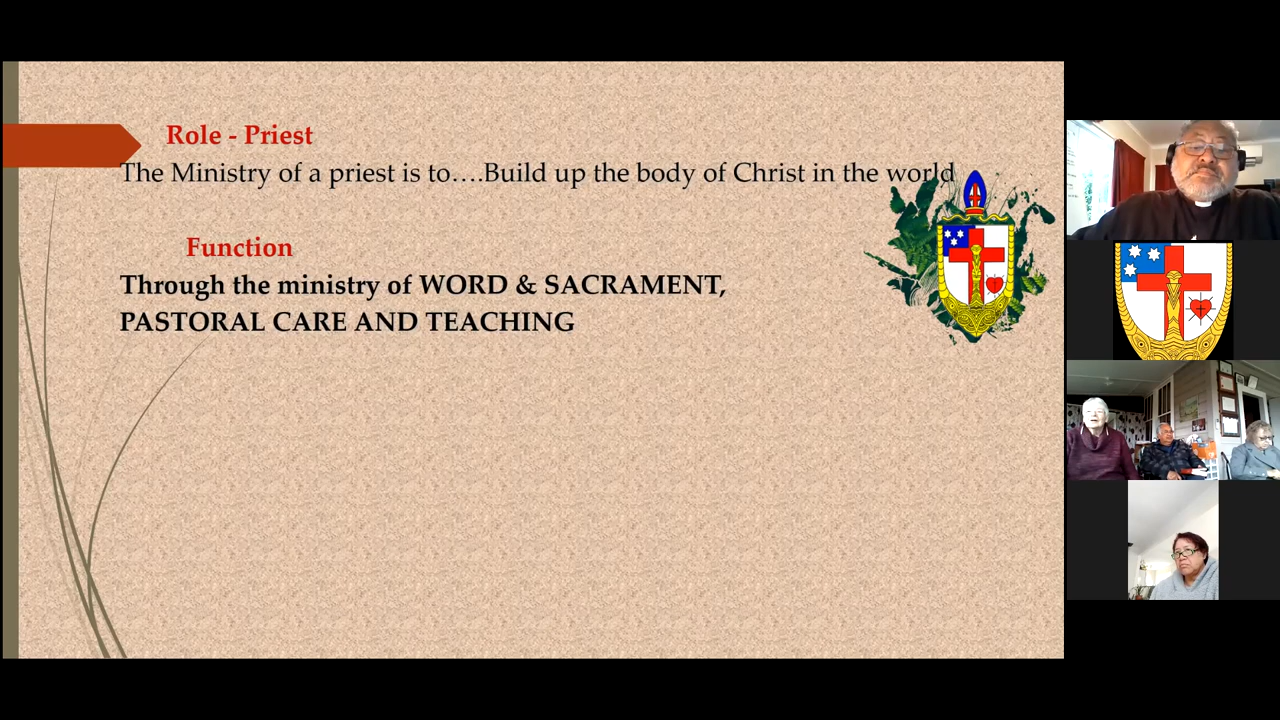 Role - Priest
The Ministry of a priest is to….Build up the body of Christ in the world
Function
Through the ministry of WORD & SACRAMENT,
PASTORAL CARE AND TEACHING